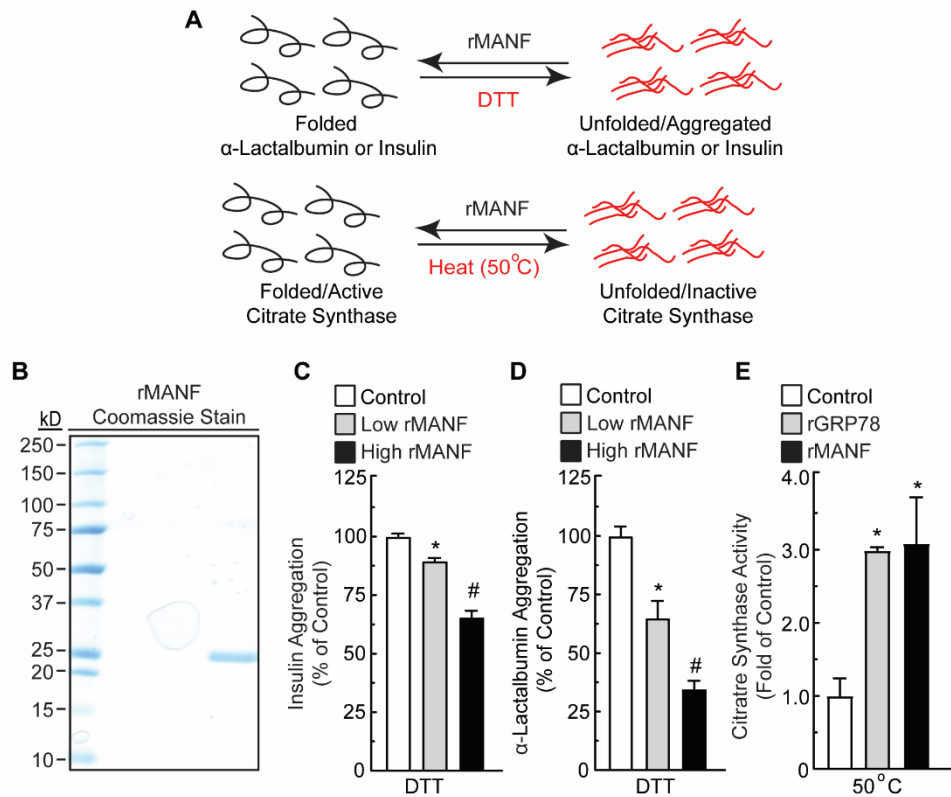 A
rMANF
DTT
Folded
α-Lactalbumin or Insulin
Unfolded/Aggregated
α-Lactalbumin or Insulin
rMANF
Heat (50°C)
Folded/Active
Citrate Synthase
Unfolded/Inactive
Citrate Synthase
B
rMANF
kD
Coomassie Stain
250
150
100
75
50
37
25
20
15
10
C
Control
Low rMANF
High rMANF
Insulin Aggregation
(% of Control)
125
100
75
50
25
0
*
#
DTT
D
Control
Low rMANF
High rMANF
α-Lactalbumin Aggregation
(% of Control)
125
100
75
50
25
0
*
#
DTT
E
Control
rGRP78
rMANF
Citratre Synthase Activity
(Fold of Control)
4.0
3.0
2.0
1.0
0
*
*
50°C